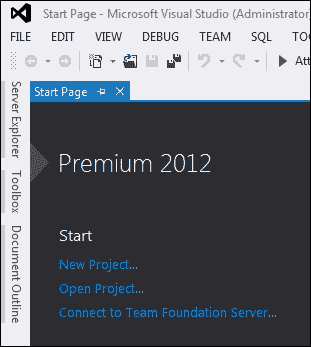 Start Page - Microsoft Visual Studio (Administrator)
FILE EDIT VIEW DEBUG TEAM SQL TO
Att
Start Page
Server Explorer
Toolbox
Document Outline
Premium 2012
Start
New Project...
Open Project...
Connect to Team Foundation Server...